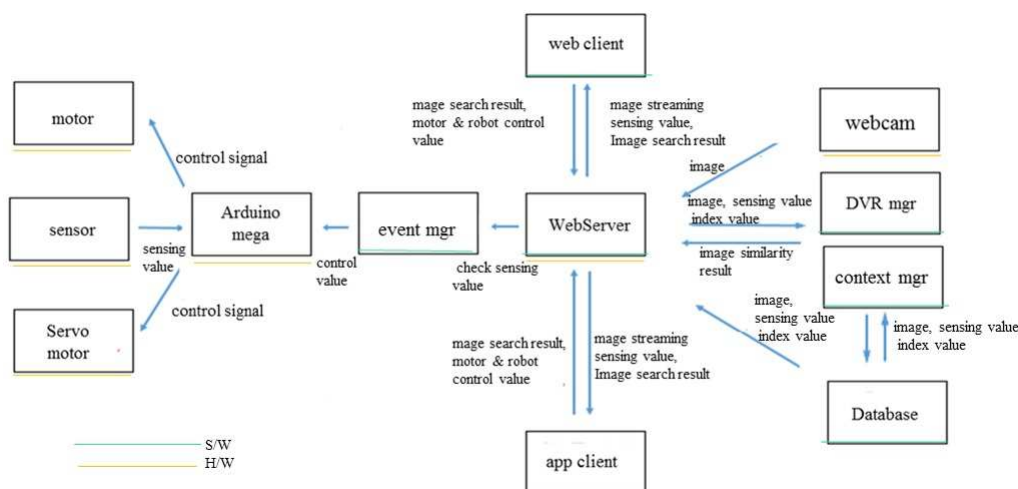 web client
mage search result,
motor & robot control
value
mage streaming
sensing value,
Image search result
motor
control signal
webcam
image
sensor
sensing
value
Arduino
mega
control
value
event mgr
check sensing
value
WebServer
image, sensing value
index value
DVR mgr
image similarity
result
context mgr
control signal
Servo
motor
mage search result,
motor & robot
control value
mage streaming
sensing value,
Image search result
image,
sensing value
index value
image, sensing value
index value
Database
app client
S/W
H/W